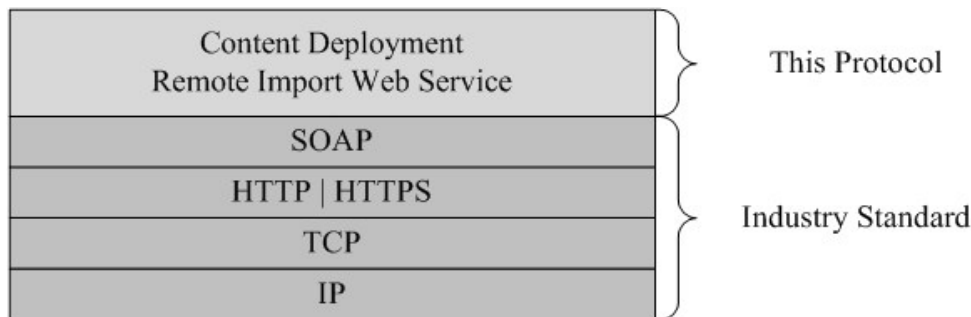 Content Deployment
Remote Import Web Service
This Protocol
SOAP
HTTP | HTTPS
TCP
IP
Industry Standard